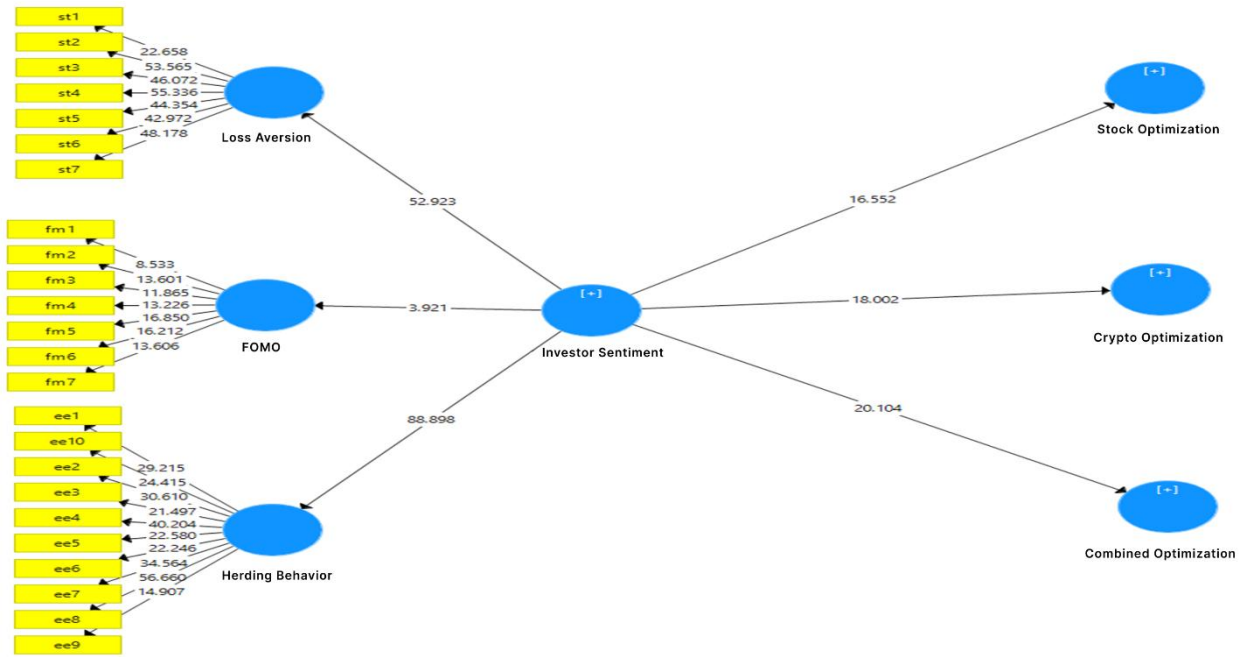 st1
st2
st3
st4
st5
st6
st7
22.658
53.565
46.072
55.336
44.354
42.972
48.178
Loss Aversion
fm1
fm2
fm3
fm4
fm5
fm6
fm7
8.533
13.601
11.865
13.226
16.850
16.212
13.606
FOMO
ee1
ee10
ee2
ee3
ee4
ee5
ee6
ee7
ee8
ee9
29.215
24.415
30.610
21.497
40.204
22.580
22.246
34.564
56.660
14.907
Herding Behavior
52.923
3.921
88.898
[+]
Investor Sentiment
16.552
18.002
20.104
[+]
Stock Optimization
[+]
Crypto Optimization
[+]
Combined Optimization